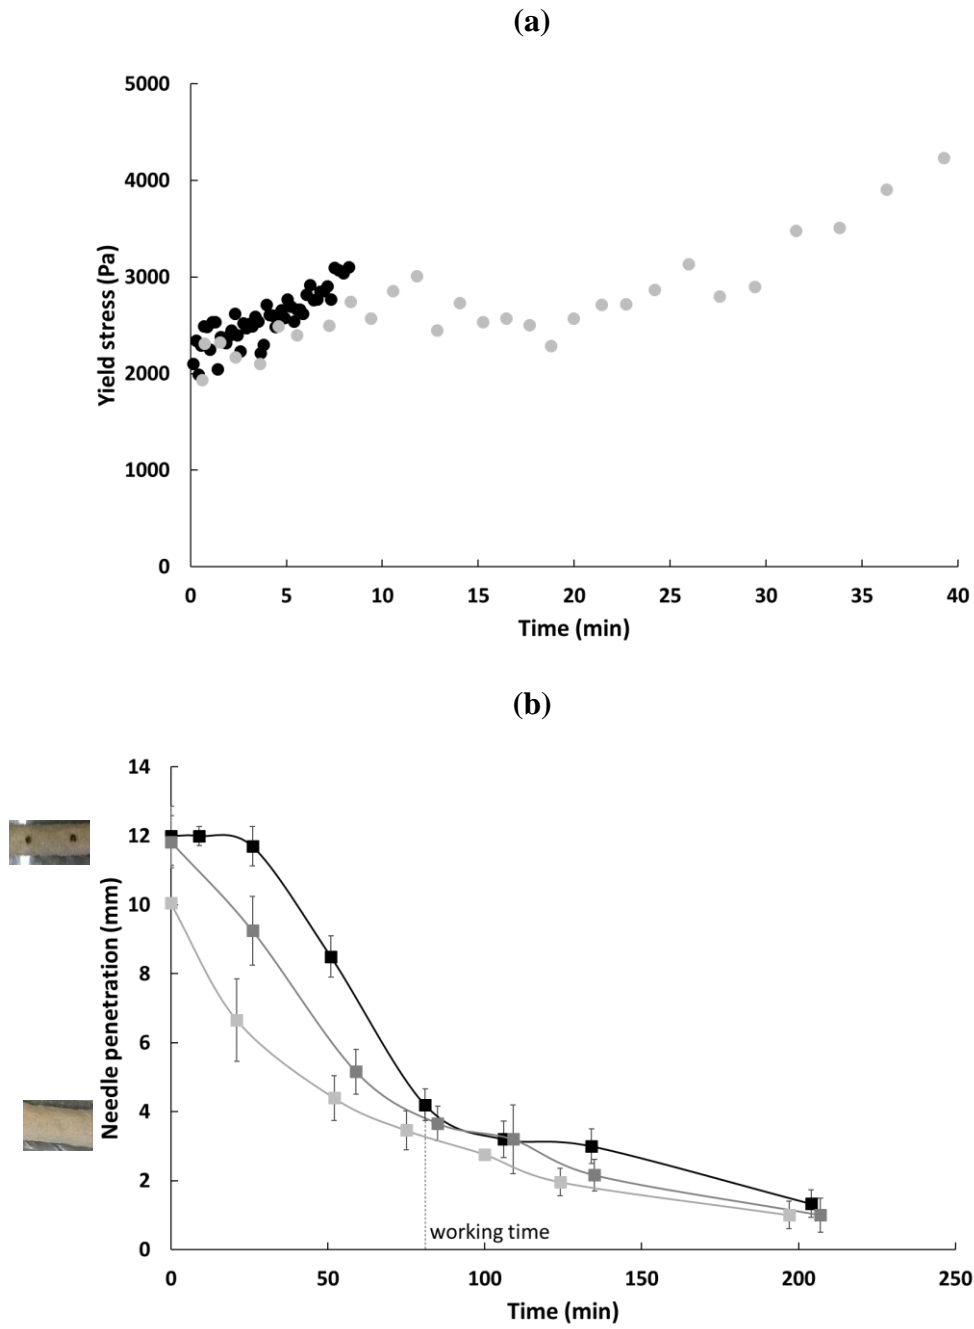 (a)
5000
4000
3000
2000
1000
0
Yield stress (Pa)
0 5 10 15 20 25 30 35 40
Time (min)
(b)
14
12
10
8
6
4
2
0
Needle penetration (mm)
working time
0 50 100 150 200 250
Time (min)